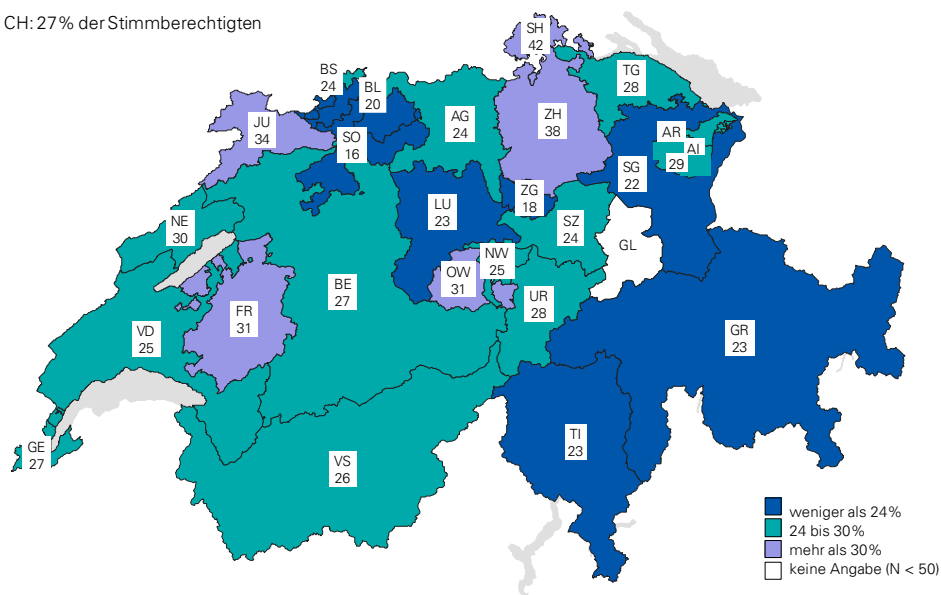 CH: 27% der Stimmberechtigten
SH
42
BS
24
BL
20
TG
28
JU
34
AG
24
ZH
38
SO
16
AR
AI
29
SG
22
ZG
18
LU
23
SZ
24
NE
30
GL
NW
25
OW
31
BE
27
UR
28
FR
31
VD
25
GR
23
TI
23
GE
27
VS
26
weniger als 24%
24 bis 30%
mehr als 30%
keine Angabe (N < 50)